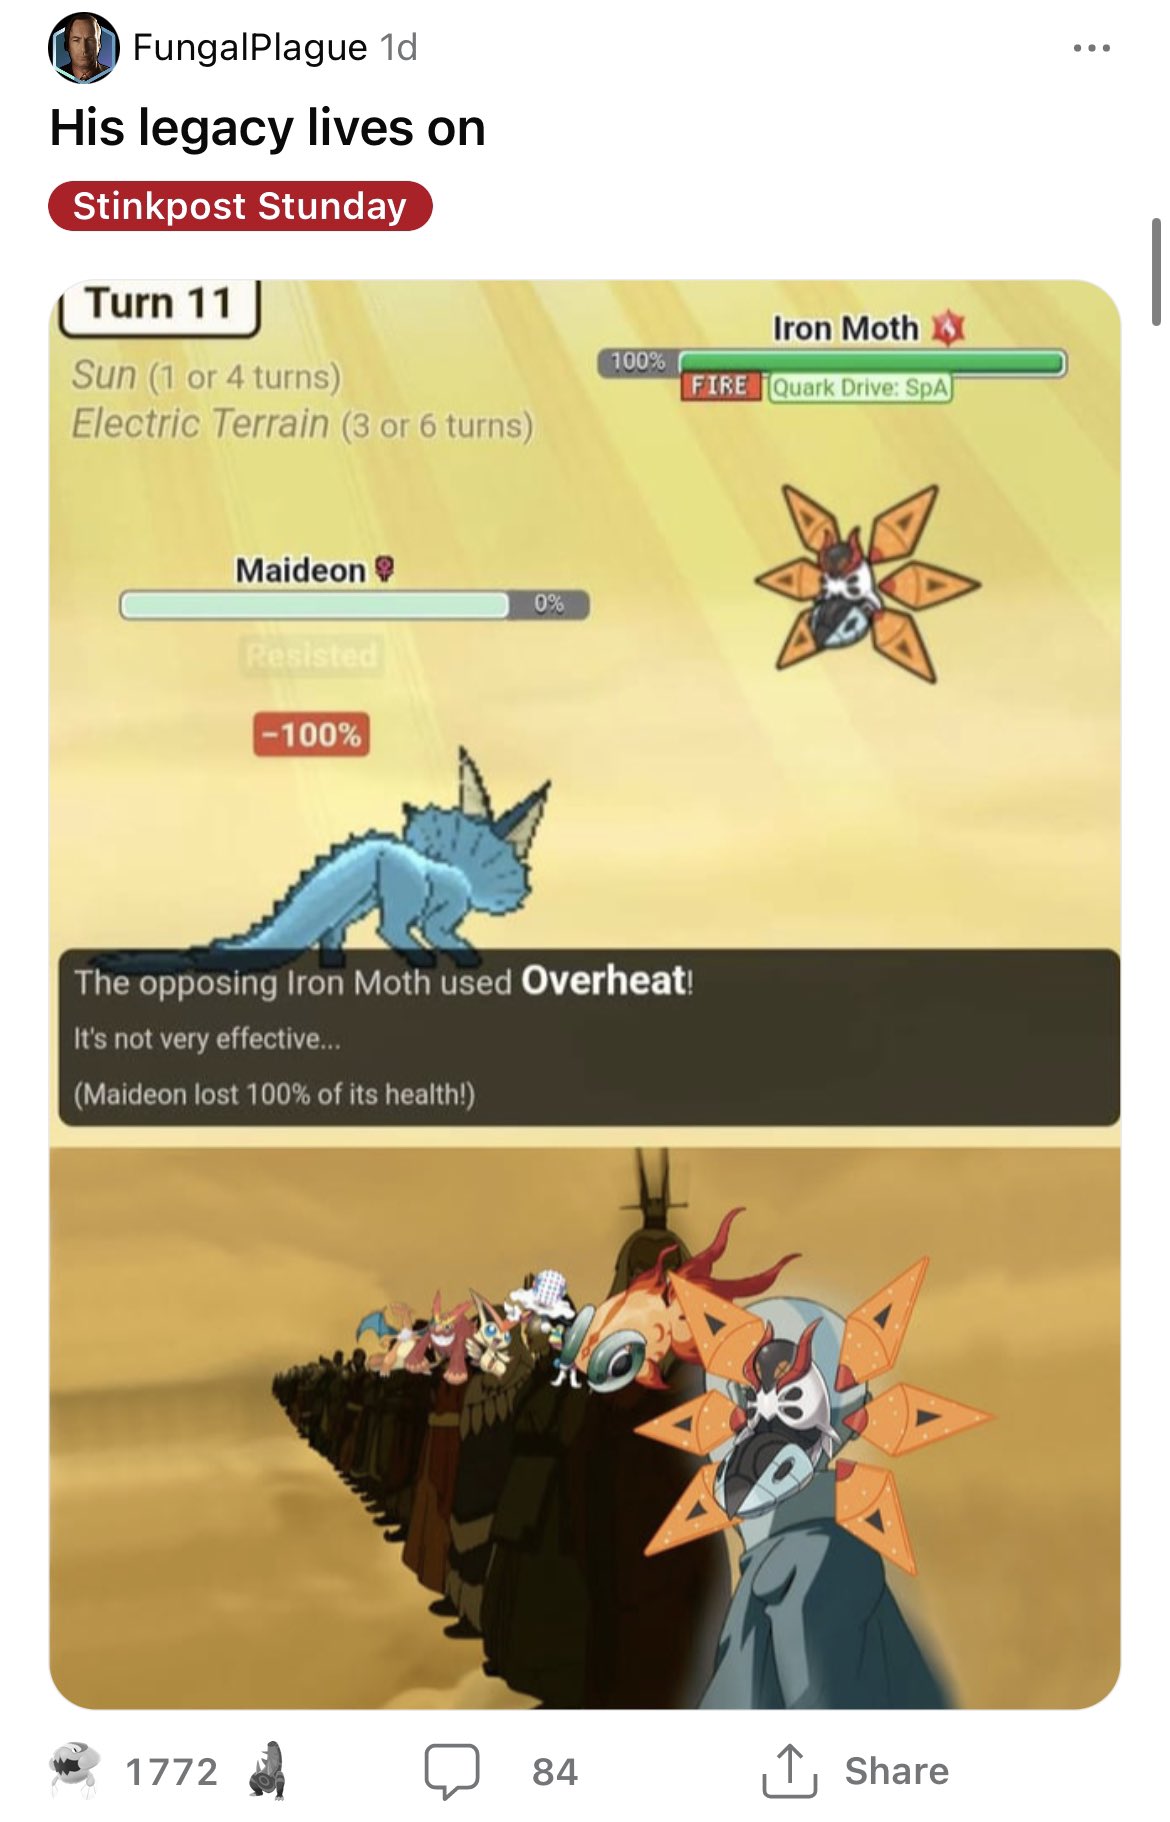 FungalPlague 1d
His legacy lives on
Stinkpost Stunday
Turn 11
Sun (1 or 4 turns)
Electric Terrain (3 or 6 turns)
Iron Moth
100%
FIRE Quark Drive: SpA
Maideon
0%
Resisted
-100%
The opposing Iron Moth used Overheat!
It's not very effective...
(Maideon lost 100% of its health!)
1772 84 Share